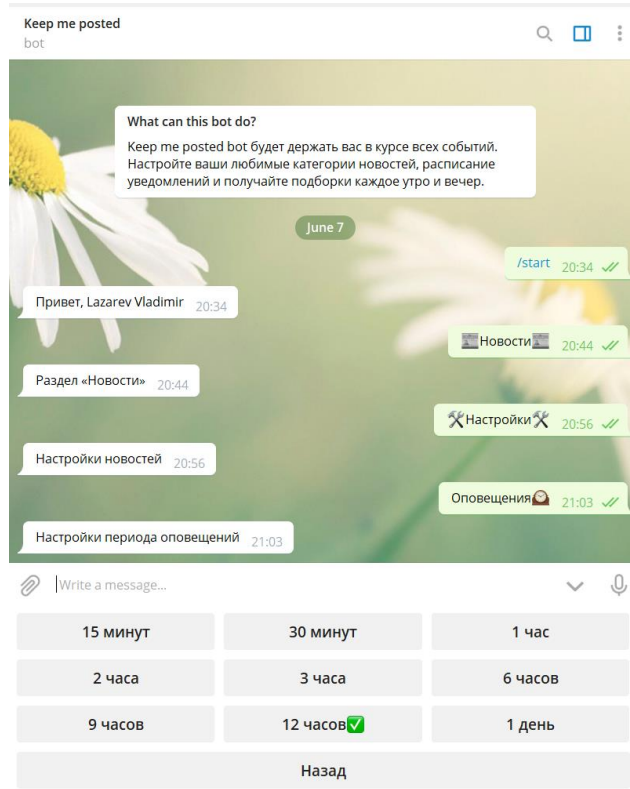 Keep me posted
bot
What can this bot do?
Keep me posted bot будет держать вас в курсе всех событий.
Настройте ваши любимые категории новостей, расписание
уведомлений и получайте подборки каждое утро и вечер.
June 7
/start 20:34
Привет, Lazarev Vladimir 20:34
Новости 20:44
Раздел «Новости» 20:44
Настройки 20:56
Настройки новостей 20:56
Оповещения 21:03
Настройки периода оповещений 21:03
Write a message...
15 минут 30 минут 1 час
2 часа 3 часа 6 часов
9 часов 12 часов✅ 1 день
Назад